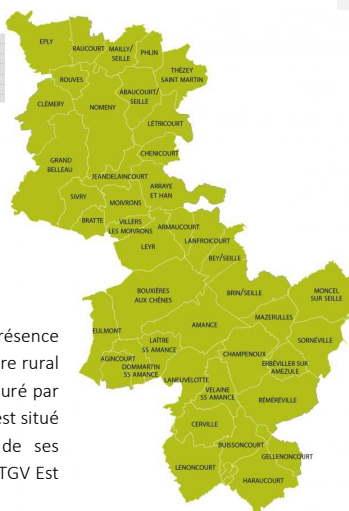 EPLY
RAUCOURT
MAILLY/
SEILLE
PHLIN
THÉZEY
SAINT MARTIN
ROUVES
ABAUCOURT/
SEILLE
CLÉMERY
NOMENY
LÉTRICOURT
CHENICOURT
GRAND
BELLEAU
JEANDELAINCOURT
ARRAYE
ET HAN
SIVRY
MOIVRONS
BRATTE
VILLERS
LES MOIVRONS
ARMAUCOURT
LANFROICOURT
LEYR
BEY/SEILLE
BOUXIÈRES
AUX CHÊNES
BRIN/SEILLE
MONCEL
SUR SEILLE
MAZERULLES
AMANCE
EULMONT
SORNÉVILLE
LAÎTRE
SS AMANCE
CHAMPENOUX
AGINCOURT
DOMMARTIN
SS AMANCE
ERBÉVILLER SUR
AMEZULE
LANEUVELOTTE
VELAINE
SS AMANCE
RÉMÉRÉVILLE
CERVILLE
BUISSONCOURT
GELLENONCOURT
LENONCOURT
HARAUCOURT
résence
re rural
uré par
est situé
de ses
TGV Est